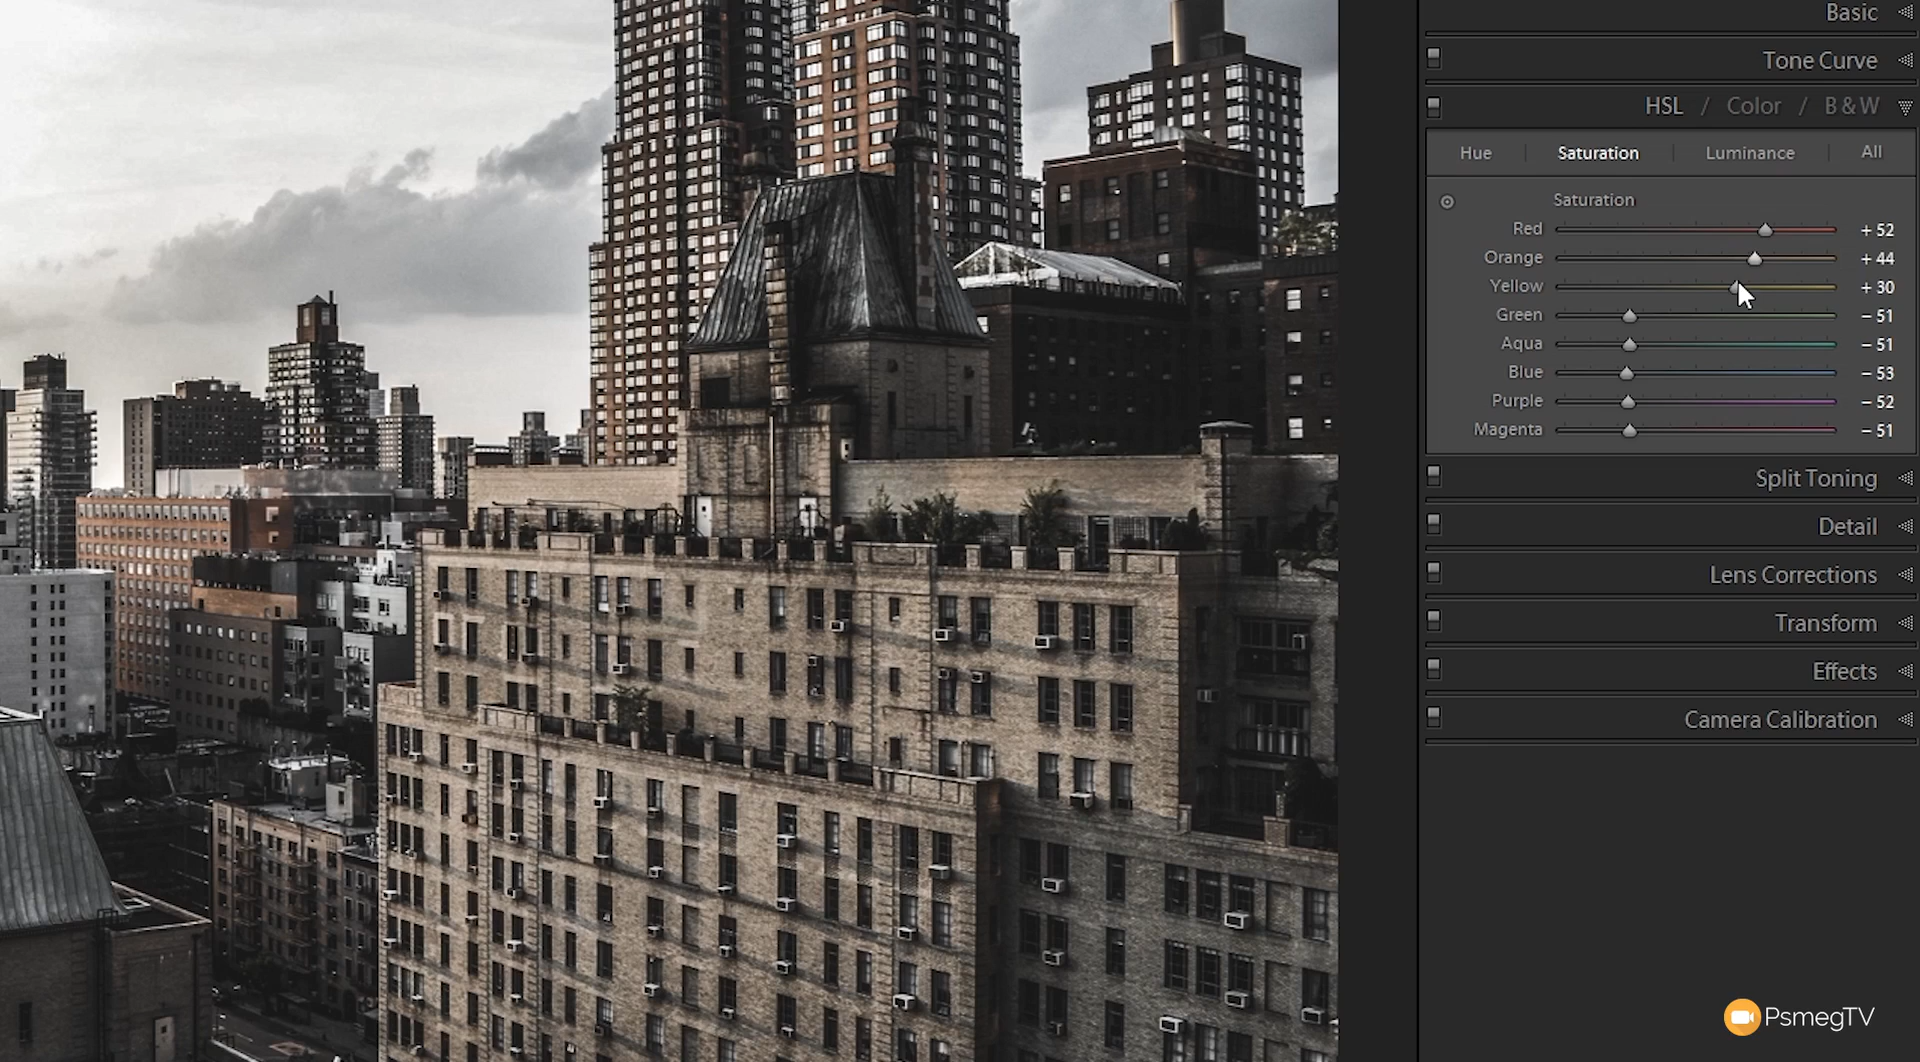 Basic
Tone Curve
HSL / Color / B & W
Hue | Saturation | Luminance | All
Saturation
Red + 52
Orange + 44
Yellow + 30
Green – 51
Aqua – 51
Blue – 53
Purple – 52
Magenta – 51
Split Toning
Detail
Lens Corrections
Transform
Effects
Camera Calibration
PsmegTV